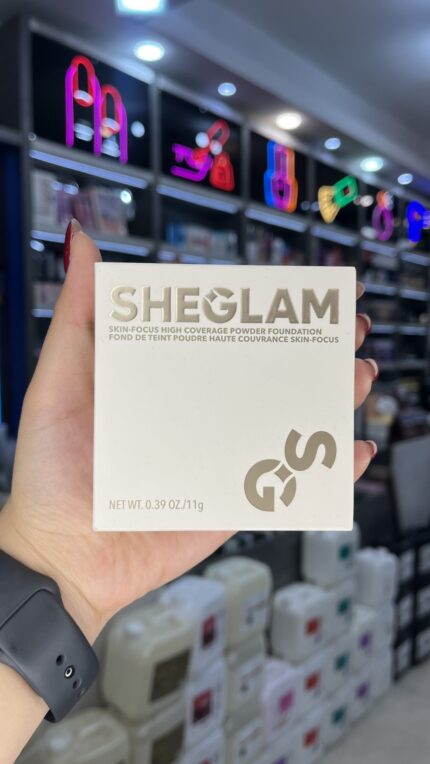 SHEGLAM
SKIN-FOCUS HIGH COVERAGE POWDER FOUNDATION
FOND DE TEINT POUDRE HAUTE COUVRANCE SKIN-FOCUS
GS
NET WT. 0.39 OZ./11g